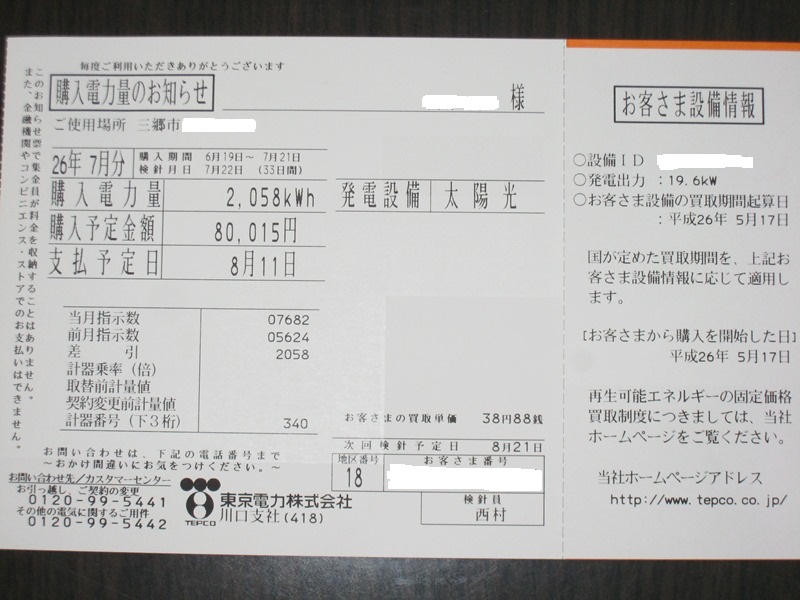 毎度ご利用いただきありがとうございます
購入電力量のお知らせ
様
ご使用場所 三郷市
26年 7月分 購入期間 6月19日～ 7月21日
検針月日 7月22日 (33日間)
購入電力量 2,058kWh 発電設備 太陽光
購入予定金額 80,015円
支払予定日 8月11日
当月指示数 07682
前月指示数 05624
差引 2058
計器乗率(倍)
取替前計量値
契約変更前計量値
計器番号(下3桁) 340
お客さまの買取単価 38円88銭
次回検針予定日 8月21日
地区番号 お客さま番号
18
検針員
西村
お問い合わせは、下記の電話番号まで
～おかけ間違いにお気をつけください。～
お問い合わせ先/カスタマーセンター
お引っ越し、ご契約の変更
0120-99-5441
その他の電気に関するご用件
0120-99-5442
TEPCO
東京電力株式会社
川口支社(418)
このお知らせ票で集金員が料金を収納することはありません。
また、金融機関やコンビニエンス・ストアでのお支払いはできません。
お客さま設備情報
○設備ID
○発電出力 :19.6kW
○お客さま設備の買取期間起算日
:平成26年 5月17日
国が定めた買取期間を、上記お
客さま設備情報に応じて適用し
ます。
[お客さまから購入を開始した日]
平成26年 5月17日
再生可能エネルギーの固定価格
買取制度につきましては、当社
ホームページをご覧ください。
当社ホームページアドレス
http://www.tepco.co.jp/